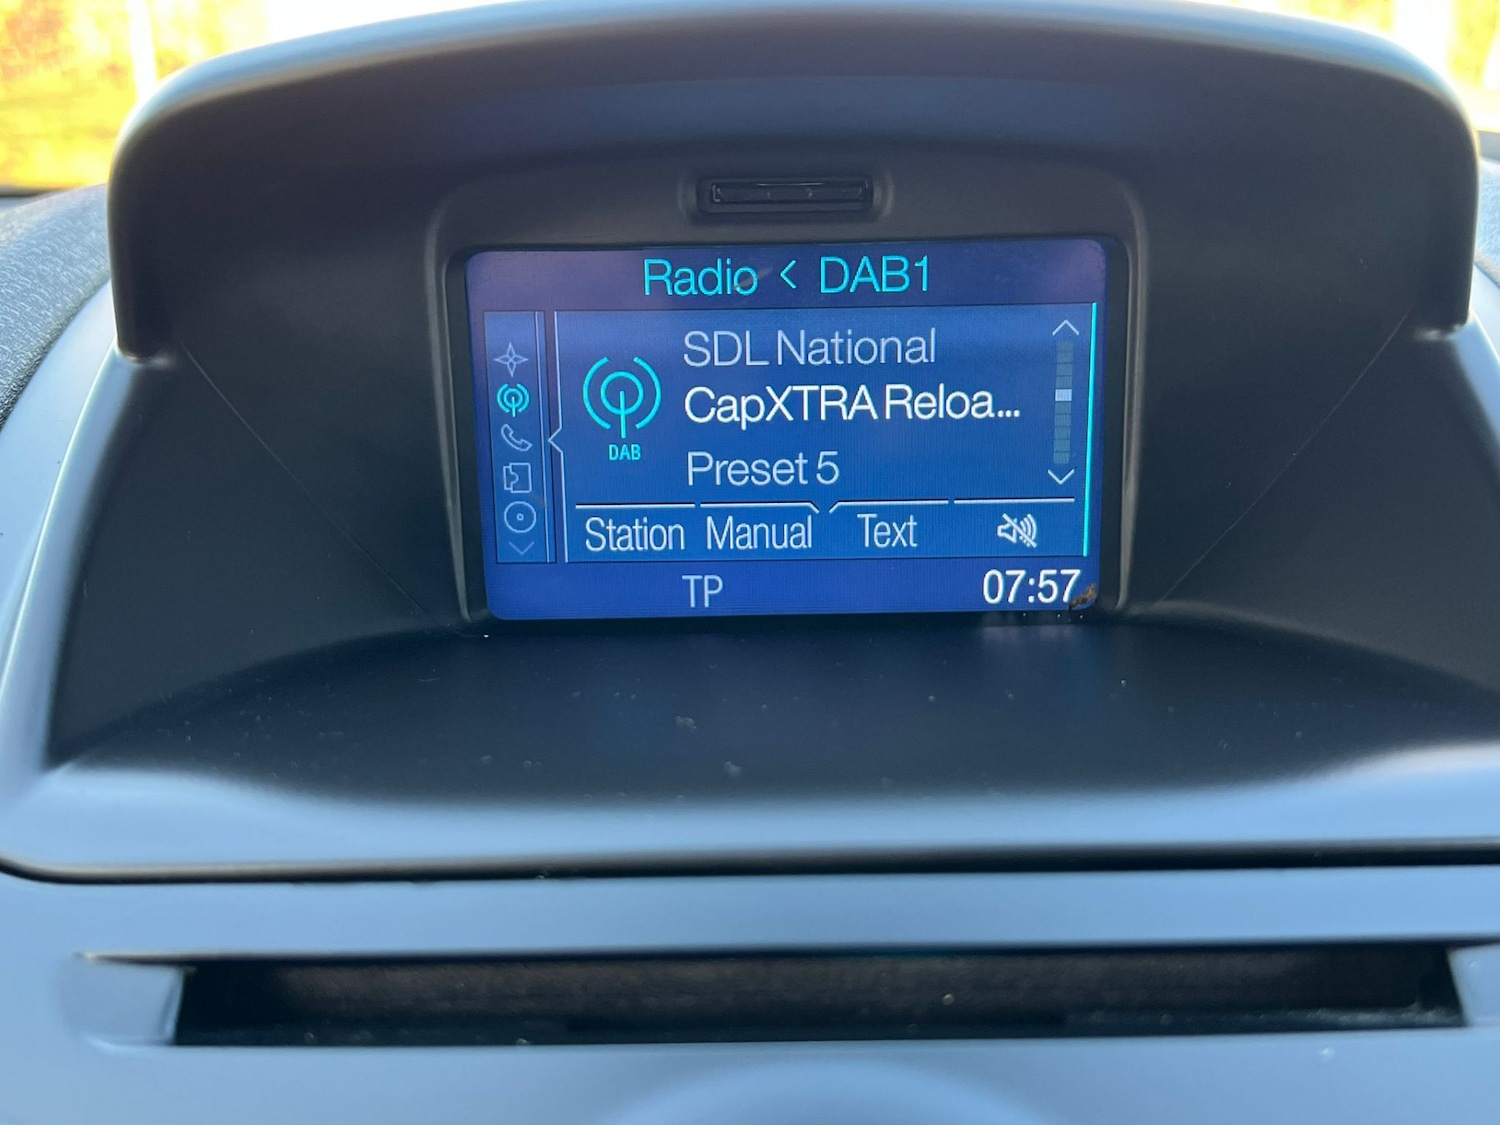 Radio < DAB1
SDL National
CapXTRA Reloa...
DAB
Preset 5
Station Manual Text
TP 07:57